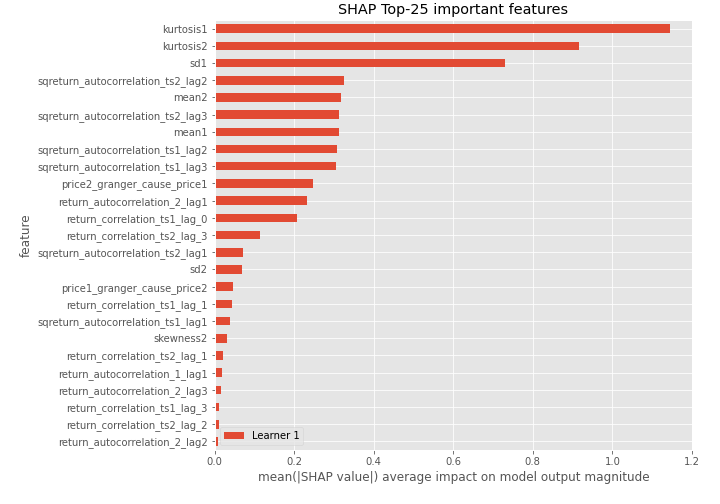 SHAP Top-25 important features
kurtosis1
kurtosis2
sd1
sqreturn_autocorrelation_ts2_lag2
mean2
sqreturn_autocorrelation_ts2_lag3
mean1
sqreturn_autocorrelation_ts1_lag2
sqreturn_autocorrelation_ts1_lag3
price2_granger_cause_price1
return_autocorrelation_2_lag1
return_correlation_ts1_lag_0
return_correlation_ts2_lag_3
sqreturn_autocorrelation_ts2_lag1
sd2
price1_granger_cause_price2
return_correlation_ts1_lag_1
sqreturn_autocorrelation_ts1_lag1
skewness2
return_correlation_ts2_lag_1
return_autocorrelation_1_lag1
return_autocorrelation_2_lag3
return_correlation_ts1_lag_3
return_correlation_ts2_lag_2
return_autocorrelation_2_lag2
feature
Learner 1
0.0 0.2 0.4 0.6 0.8 1.0 1.2
mean(|SHAP value|) average impact on model output magnitude